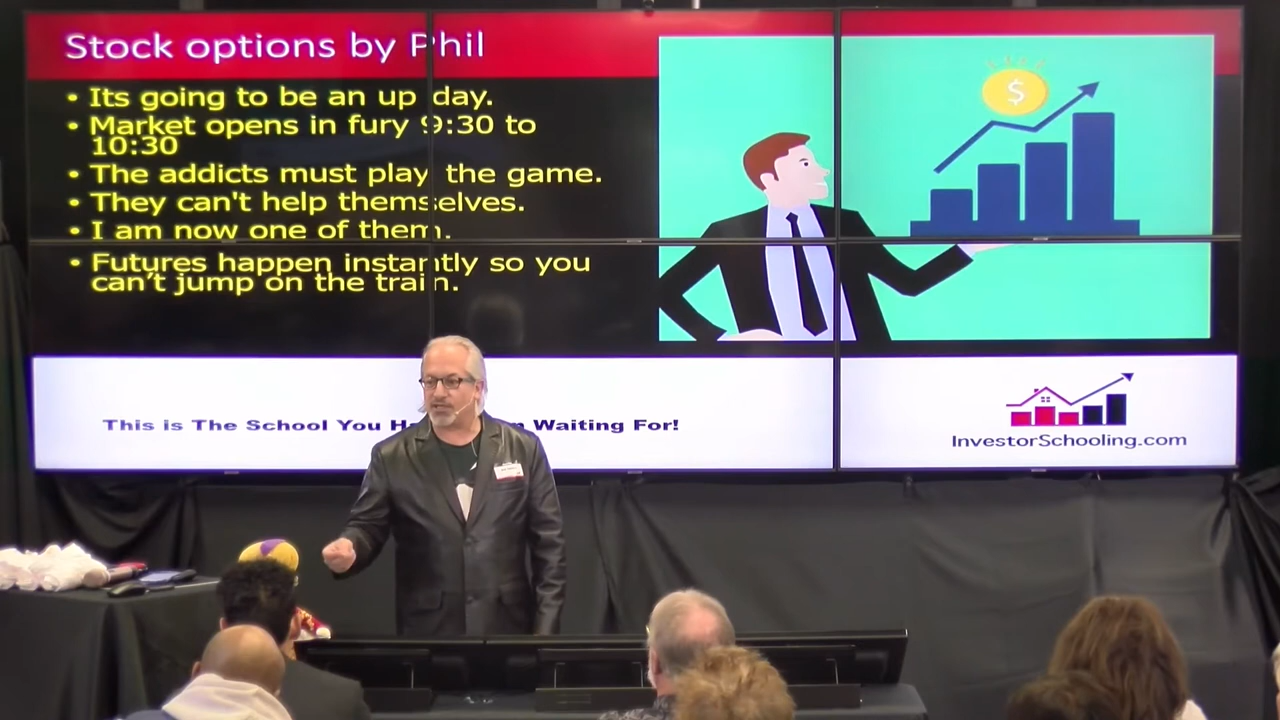 Stock options by Phil
• Its going to be an up day.
• Market opens in fury 9:30 to
10:30
• The addicts must play the game.
• They can't help themselves.
• I am now one of them.
• Futures happen instantly so you
can't jump on the train.
$
This is The School You Ha n Waiting For!
InvestorSchooling.com